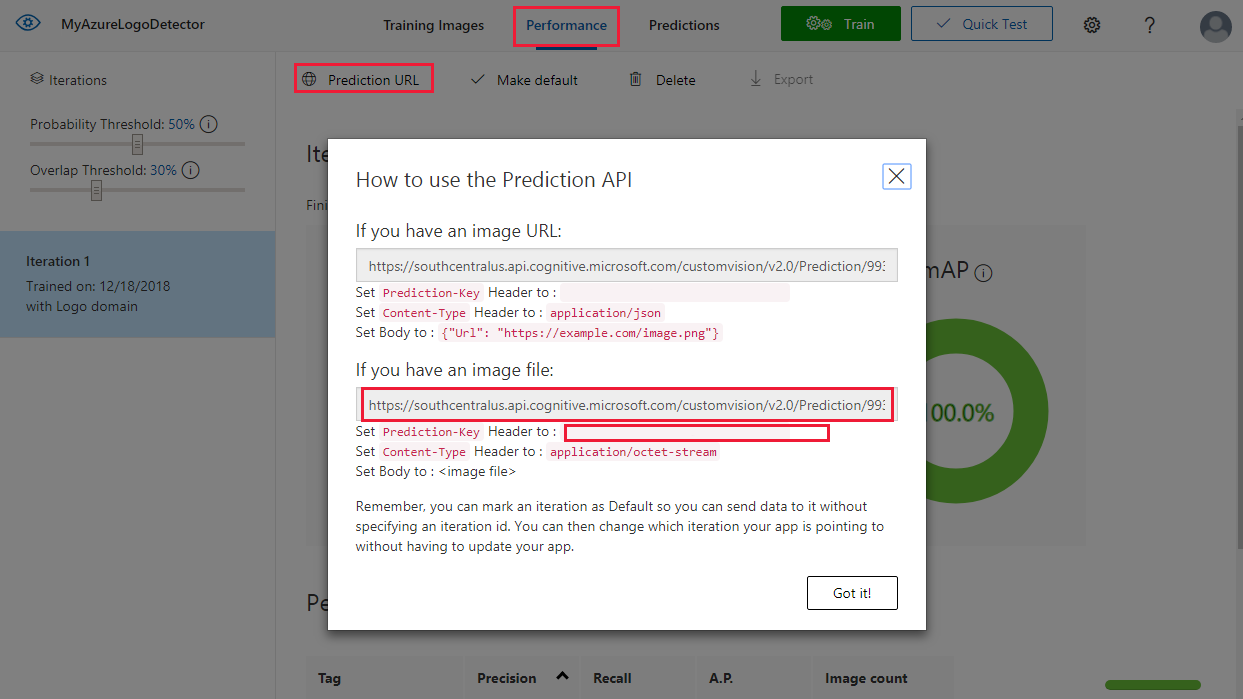 MyAzureLogoDetector
Training Images
Performance
Predictions
Train
Quick Test
?
Iterations
Prediction URL
Make default
Delete
Export
Probability Threshold: 50%
Overlap Threshold: 30%
Iteration 1
Trained on: 12/18/2018
with Logo domain
How to use the Prediction API
If you have an image URL:
https://southcentralus.api.cognitive.microsoft.com/customvision/v2.0/Prediction/993
Set Prediction-Key Header to :
Set Content-Type Header to : application/json
Set Body to : {"Url": "https://example.com/image.png"}
If you have an image file:
https://southcentralus.api.cognitive.microsoft.com/customvision/v2.0/Prediction/993
Set Prediction-Key Header to :
Set Content-Type Header to : application/octet-stream
Set Body to : <image file>
Remember, you can mark an iteration as Default so you can send data to it without
specifying an iteration id. You can then change which iteration your app is pointing to
without having to update your app.
Got it!
mAP
00.0%
Tag
Precision
Recall
A.P.
Image count